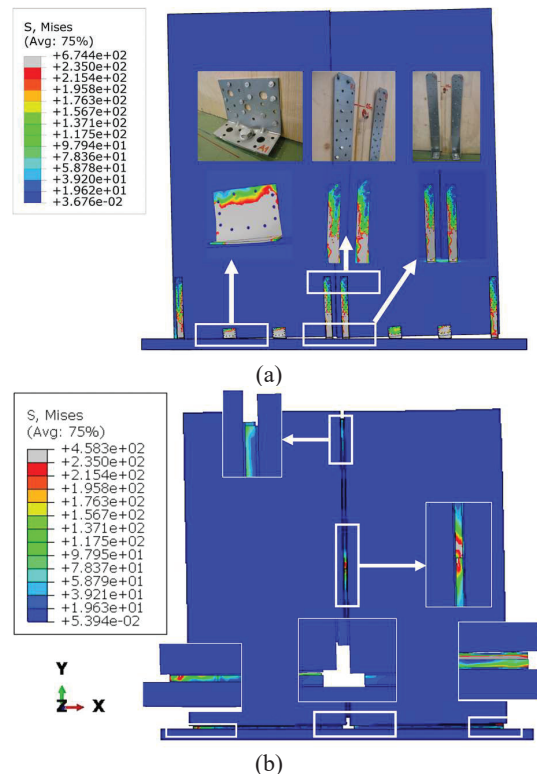 S, Mises
(Avg: 75%)
+6.744e+02
+2.350e+02
+2.154e+02
+1.958e+02
+1.763e+02
+1.567e+02
+1.371e+02
+1.175e+02
+9.794e+01
+7.836e+01
+5.878e+01
+3.920e+01
+1.962e+01
+3.676e-02
(a)
S, Mises
(Avg: 75%)
+4.583e+02
+2.350e+02
+2.154e+02
+1.958e+02
+1.763e+02
+1.567e+02
+1.371e+02
+1.175e+02
+9.795e+01
+7.837e+01
+5.879e+01
+3.921e+01
+1.963e+01
+5.394e-02
Y
Z X
(b)